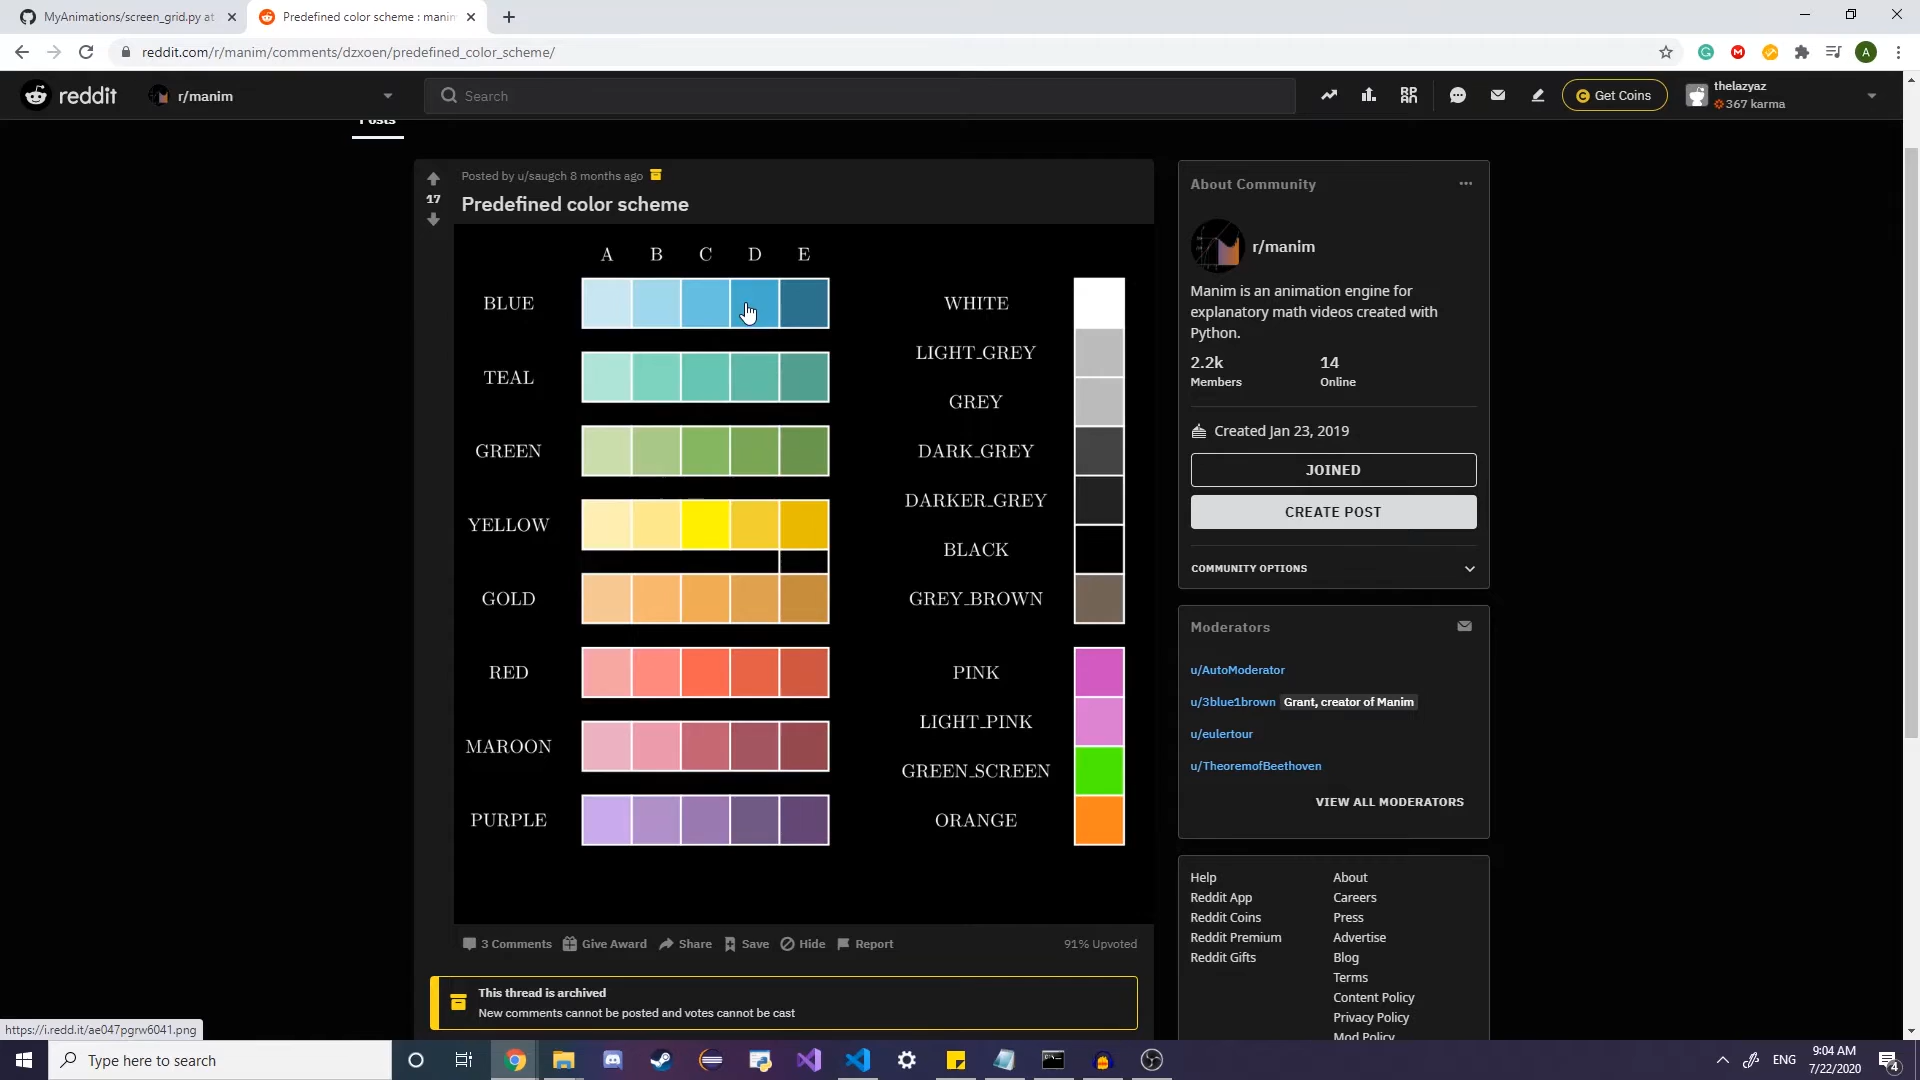 MyAnimations/screen_grid.py at
Predefined color scheme : manim
reddit.com/r/manim/comments/dzxoen/predefined_color_scheme/
reddit
r/manim
Search
Get Coins
thelazyaz
367 karma
Posts
Posted by u/saugch 8 months ago
17
Predefined color scheme
A B C D E
BLUE
TEAL
GREEN
YELLOW
GOLD
RED
MAROON
PURPLE
WHITE
LIGHT_GREY
GREY
DARK_GREY
DARKER_GREY
BLACK
GREY_BROWN
PINK
LIGHT_PINK
GREEN_SCREEN
ORANGE
3 Comments Give Award Share Save Hide Report 91% Upvoted
This thread is archived
New comments cannot be posted and votes cannot be cast
About Community
r/manim
Manim is an animation engine for
explanatory math videos created with
Python.
2.2k 14
Members Online
Created Jan 23, 2019
JOINED
CREATE POST
COMMUNITY OPTIONS
Moderators
u/AutoModerator
u/3blue1brown Grant, creator of Manim
u/eulertour
u/TheoremofBeethoven
VIEW ALL MODERATORS
Help About
Reddit App Careers
Reddit Coins Press
Reddit Premium Advertise
Reddit Gifts Blog
Terms
Content Policy
Privacy Policy
Mod Policy
https://i.redd.it/ae047pgrw6041.png
Type here to search
ENG
9:04 AM
7/22/2020
4